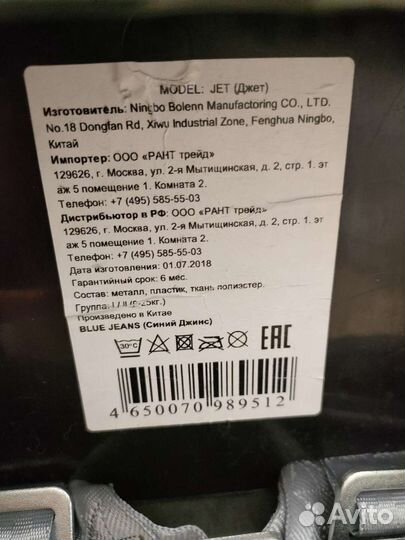 MODEL: JET (Джет)
Изготовитель: Ningbo Bolenn Manufactoring CO., LTD.
No.18 Dongfan Rd, Xiwu Industrial Zone, Fenghua Ningbo,
Китай
Импортер: ООО «РАНТ трейд»
129626, г. Москва, ул. 2-я Мытищинская, д. 2, стр. 1. эт
аж 5 помещение 1. Комната 2.
Телефон: +7 (495) 585-55-03
Дистрибьютор в РФ: ООО «РАНТ трейд»
129626, г. Москва, ул. 2-я Мытищинская, д. 2, стр. 1. эт
аж 5 помещение 1. Комната 2.
Телефон: +7 (495) 585-55-03
Дата изготовления: 01.07.2018
Гарантийный срок: 6 мес.
Состав: металл, пластик, ткань полиэстер.
Группа: кг.)
Произведено в Китае
BLUE JEANS (Синий Джинс)
30°C
EAC
4 650070 989512
Avito